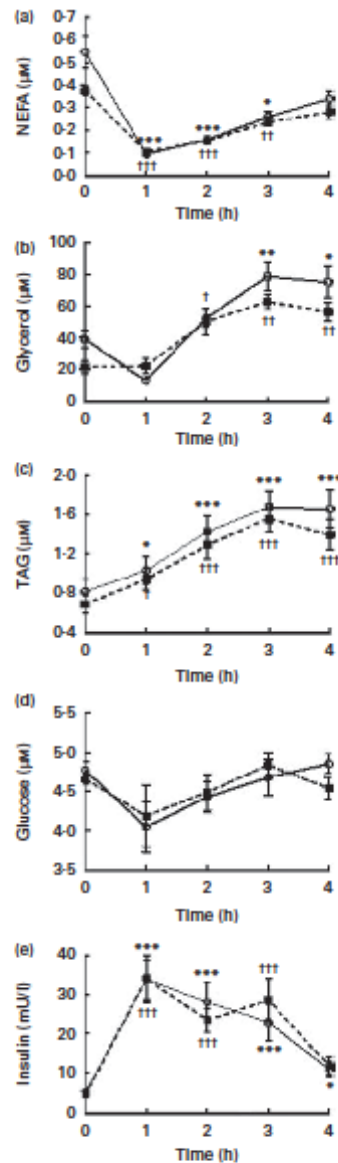 (a)
0·7
0·6
0·5
0·4
0·3
0·2
0·1
0·0
NEFA (μM)
***
†††
***
†††
*
††
0 1 2 3 4
Time (h)
(b)
100
80
60
40
20
0
Glycerol (μM)
†
**
††
*
††
0 1 2 3 4
Time (h)
(c)
2·0
1·6
1·2
0·8
0·4
TAG (μM)
*
†
***
†††
***
†††
***
†††
0 1 2 3 4
Time (h)
(d)
5·5
5·0
4·5
4·0
3·5
Glucose (μM)
0 1 2 3 4
Time (h)
(e)
40
30
20
10
0
Insulin (mU/l)
***
†††
***
†††
†††
***
*
0 1 2 3 4
Time (h)